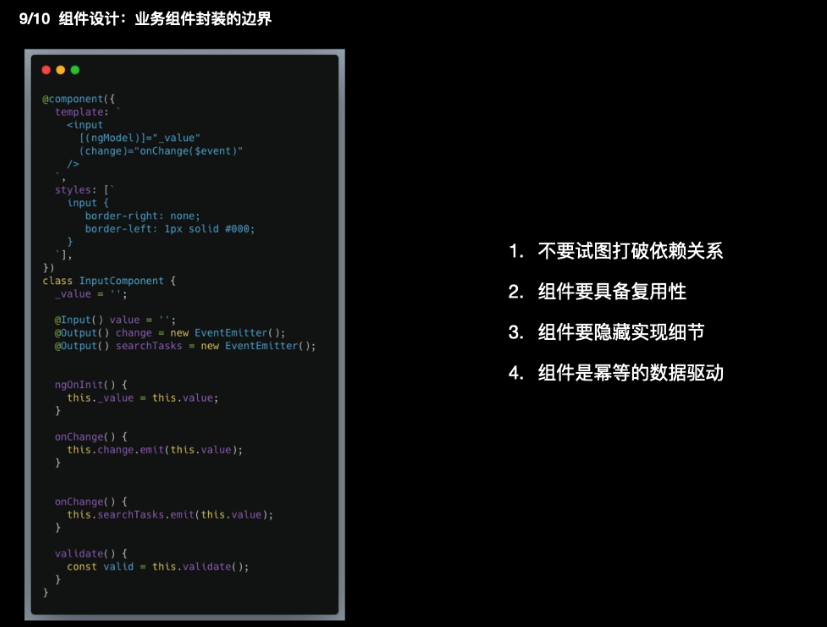 9/10 组件设计：业务组件封装的边界
@component({
  template: `
    <input
      [(ngModel)]="_value"
      (change)="onChange($event)"
    />
  `,
  styles: [`
    input {
       border-right: none;
       border-left: 1px solid #000;
    }
  `],
})
class InputComponent {
  _value = '';
  @Input() value = '';
  @Output() change = new EventEmitter();
  @Output() searchTasks = new EventEmitter();
  ngOnInit() {
    this._value = this.value;
  }
  onChange() {
    this.change.emit(this.value);
  }
  onChange() {
    this.searchTasks.emit(this.value);
  }
  validate() {
    const valid = this.validate();
  }
}
1. 不要试图打破依赖关系
2. 组件要具备复用性
3. 组件要隐藏实现细节
4. 组件是幂等的数据驱动